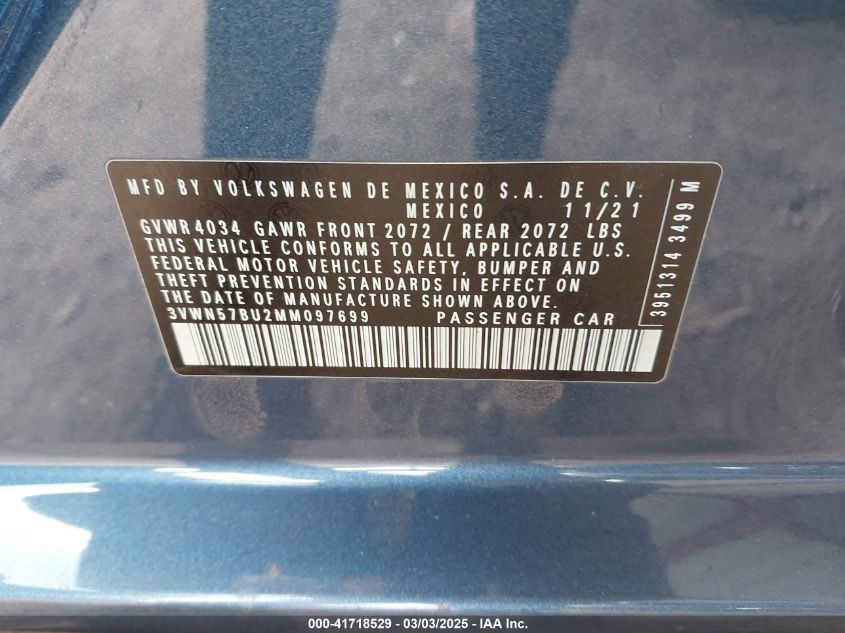 MFD BY VOLKSWAGEN DE MEXICO S.A. DE C.V.
MEXICO 11/21
GVWR 4034 GAWR FRONT 2072 / REAR 2072 LBS
THIS VEHICLE CONFORMS TO ALL APPLICABLE U.S.
FEDERAL MOTOR VEHICLE SAFETY, BUMPER AND
THEFT PREVENTION STANDARDS IN EFFECT ON
THE DATE OF MANUFACTURE SHOWN ABOVE.
3VWN57BU2MM097699 PASSENGER CAR
3951314 3499 M
000-41718529 - 03/03/2025 - IAA Inc.